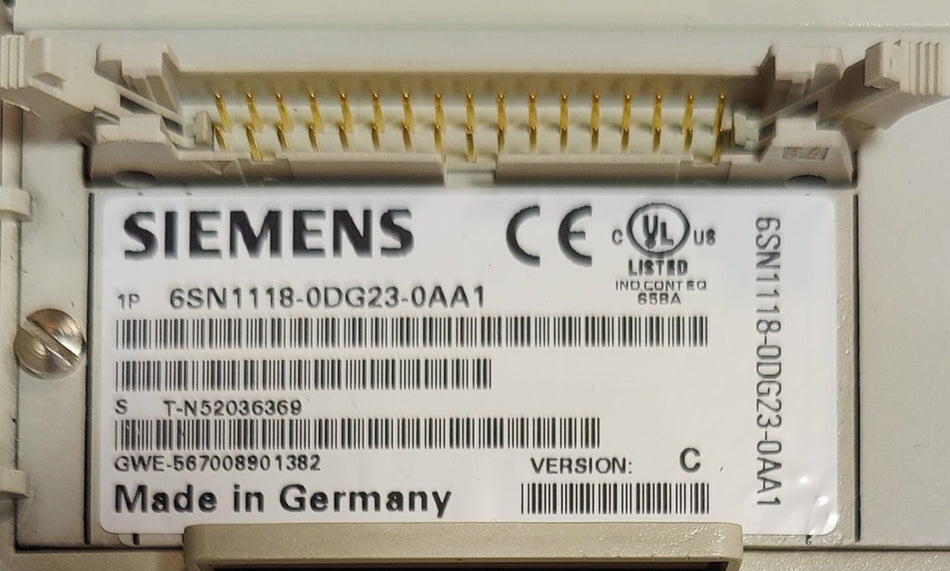 SIEMENS
CE
C UL US
LISTED
IND.CONT.EQ
65BA
1P 6SN1118-0DG23-0AA1
S T-N52036369
GWE-567008901382
VERSION: C
Made in Germany
6SN1118-0DG23-0AA1